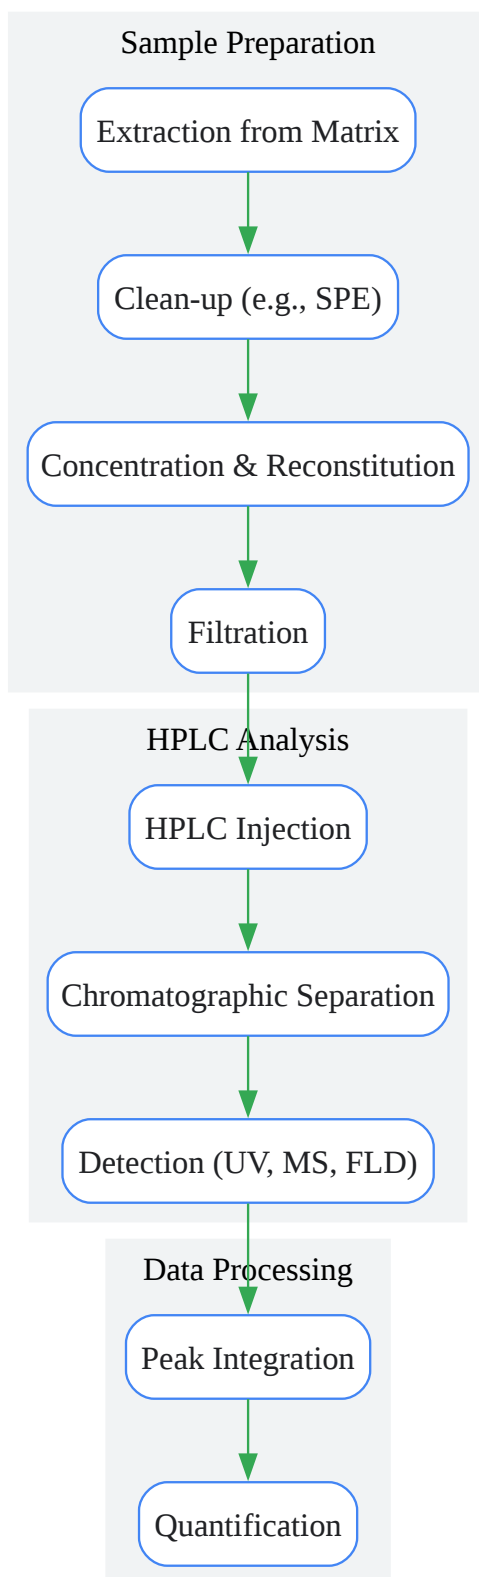 Sample Preparation
Extraction from Matrix
Clean-up (e.g., SPE)
Concentration & Reconstitution
Filtration
HPLC Analysis
HPLC Injection
Chromatographic Separation
Detection (UV, MS, FLD)
Data Processing
Peak Integration
Quantification